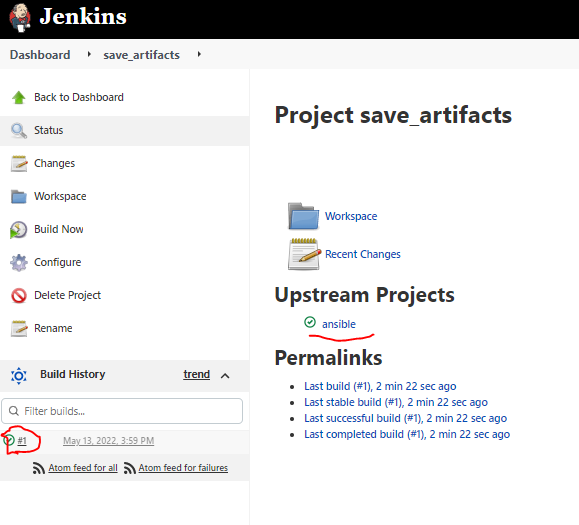 Jenkins
Dashboard
save_artifacts
Back to Dashboard
Status
Changes
Workspace
Build Now
Configure
Delete Project
Rename
Build History
trend
Filter builds...
#1
May 13, 2022, 3:59 PM
Atom feed for all
Atom feed for failures
Project save_artifacts
Workspace
Recent Changes
Upstream Projects
ansible
Permalinks
Last build (#1), 2 min 22 sec ago
Last stable build (#1), 2 min 22 sec ago
Last successful build (#1), 2 min 22 sec ago
Last completed build (#1), 2 min 22 sec ago